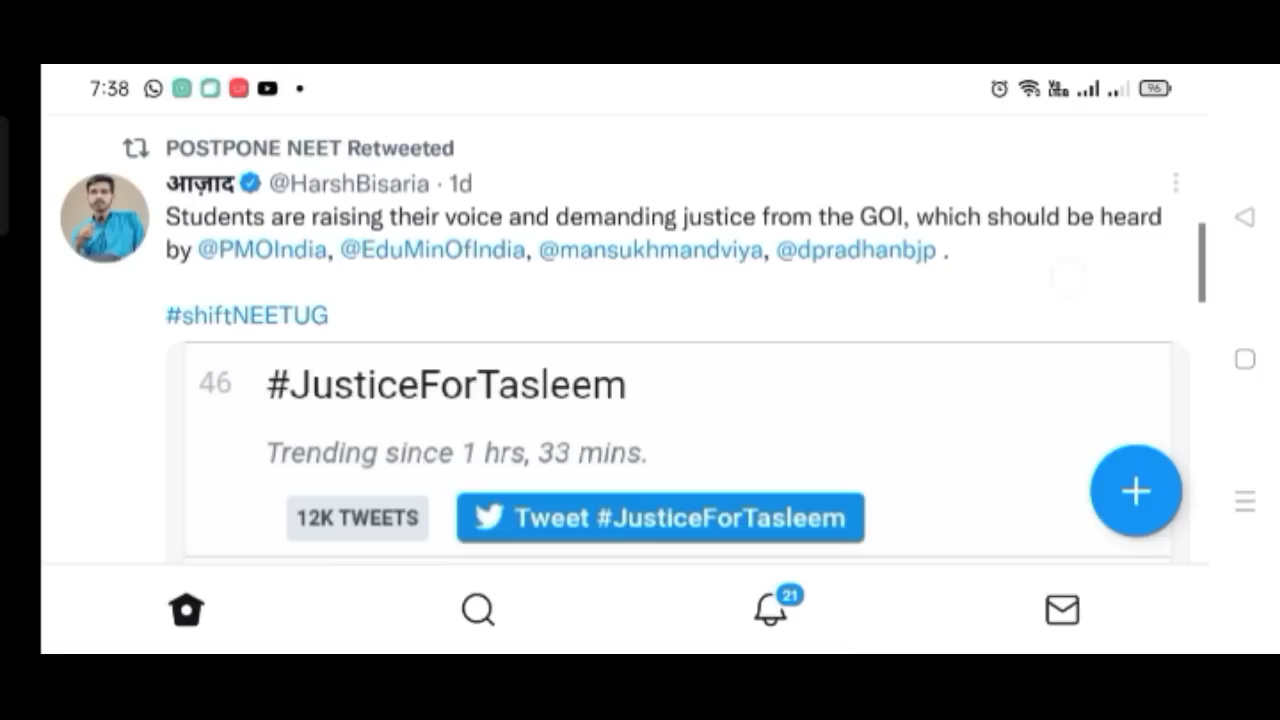 7:38
96
POSTPONE NEET Retweeted
आज़ाद @HarshBisaria · 1d
Students are raising their voice and demanding justice from the GOI, which should be heard
by @PMOIndia, @EduMinOfIndia, @mansukhmandviya, @dpradhanbjp .
#shiftNEETUG
46 #JusticeForTasleem
Trending since 1 hrs, 33 mins.
12K TWEETS Tweet #JusticeForTasleem
21